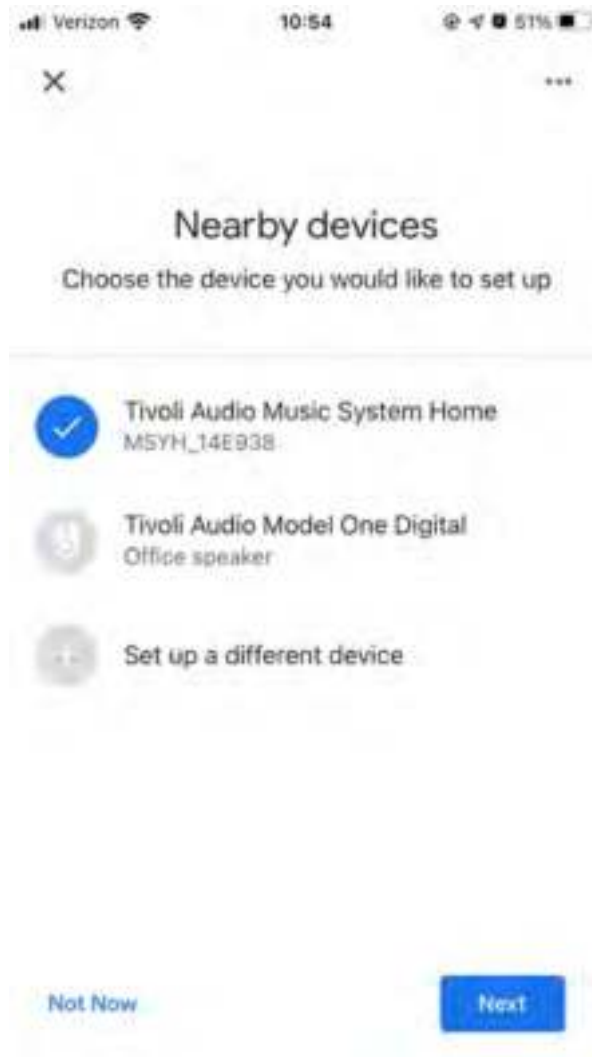 Verizon 10:54 51%
Nearby devices
Choose the device you would like to set up
Tivoli Audio Music System Home
MSYH_14E938
Tivoli Audio Model One Digital
Office speaker
Set up a different device
Not Now Next